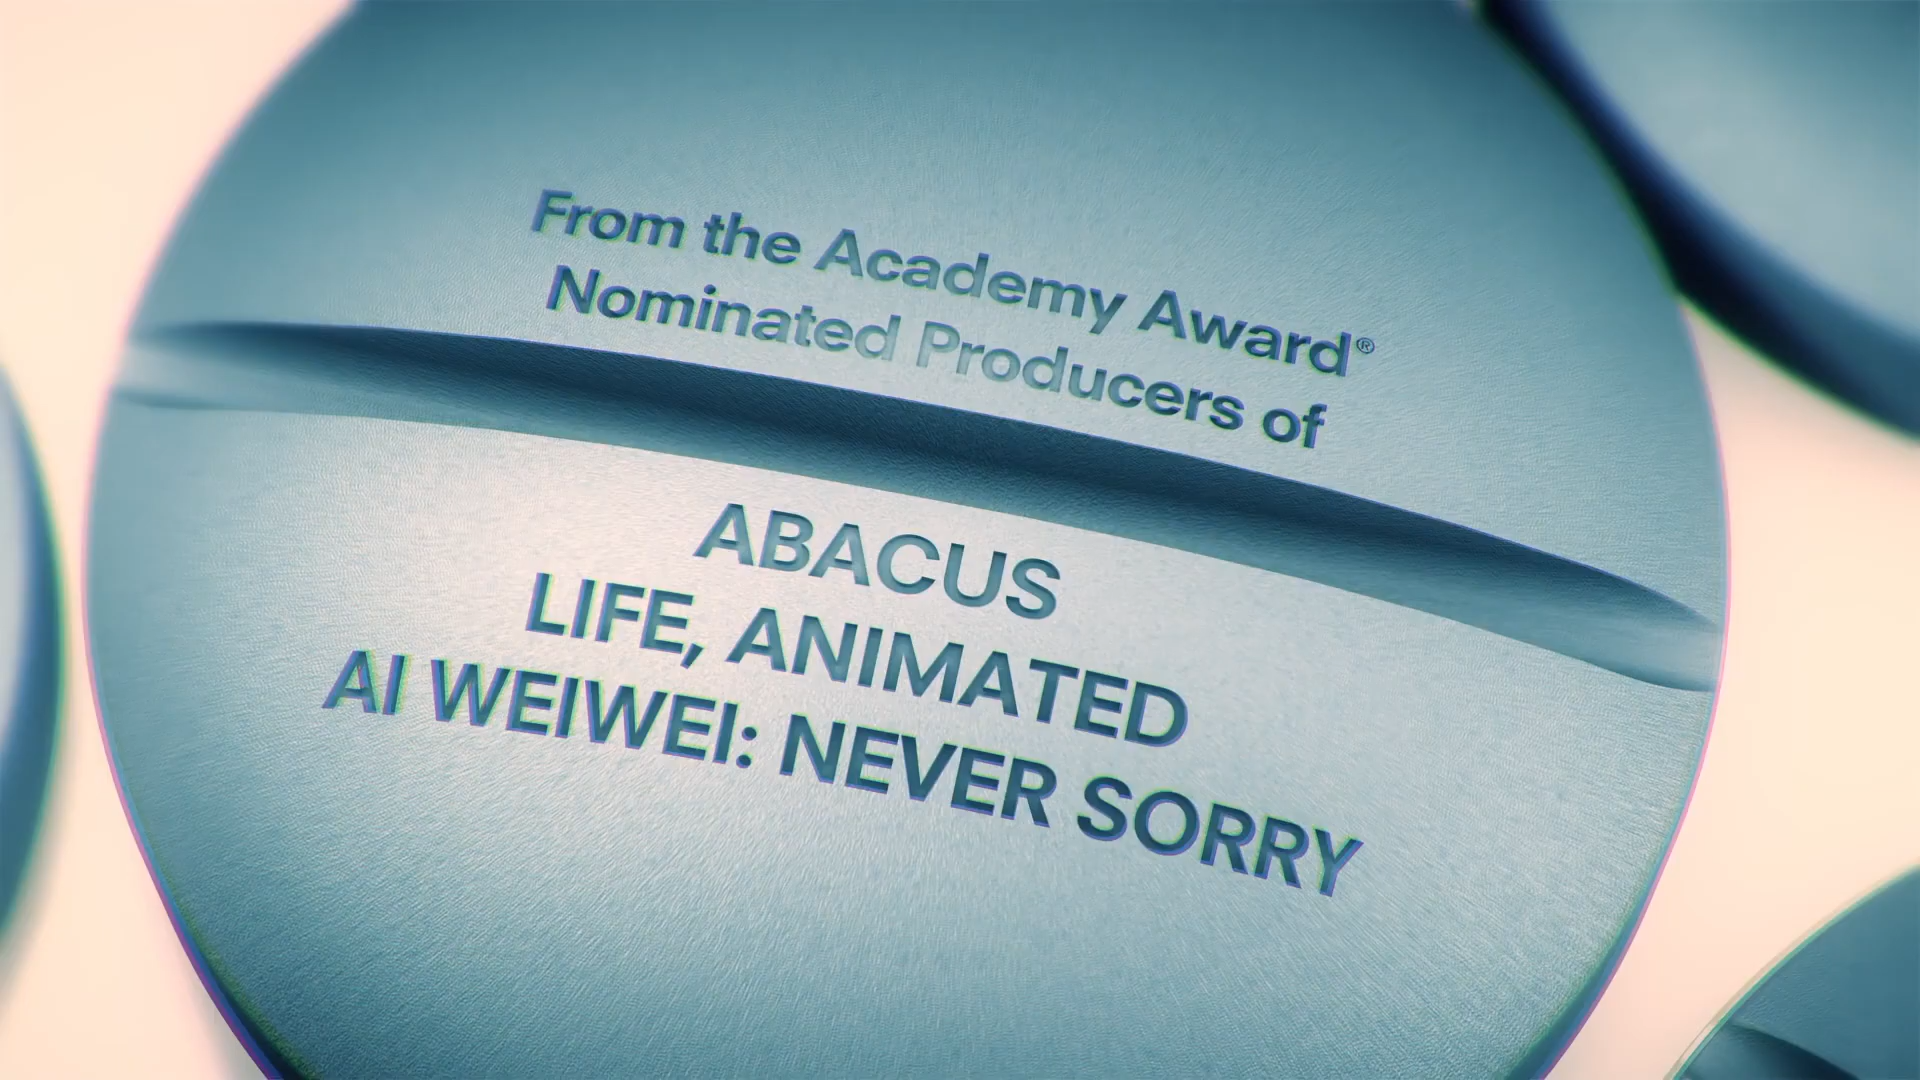 From the Academy Award®
Nominated Producers of
ABACUS
LIFE, ANIMATED
AI WEIWEI: NEVER SORRY